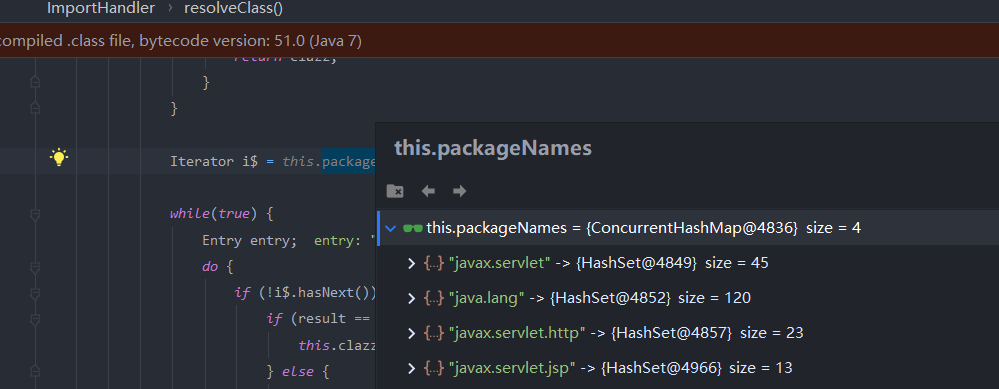 ImportHandler › resolveClass()
compiled .class file, bytecode version: 51.0 (Java 7)
return clazz;
}
}
Iterator i$ = this.package
while(true) {
Entry entry; entry: "
do {
if (!i$.hasNext())
if (result ==
this.clazz
} else {
this.packageNames
this.packageNames = {ConcurrentHashMap@4836} size = 4
{...} "javax.servlet" -> {HashSet@4849} size = 45
{...} "java.lang" -> {HashSet@4852} size = 120
{...} "javax.servlet.http" -> {HashSet@4857} size = 23
{...} "javax.servlet.jsp" -> {HashSet@4966} size = 13